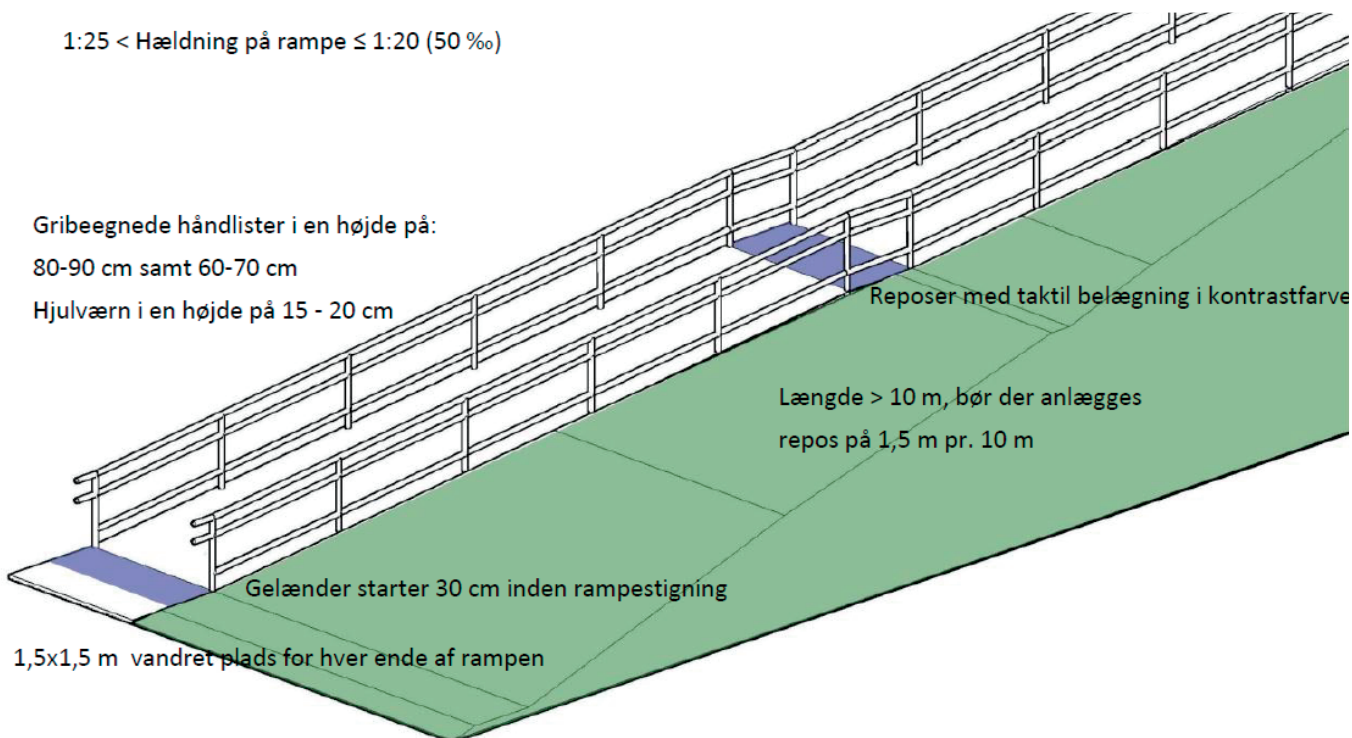 1:25 < Hældning på rampe ≤ 1:20 (50 ‰)
Gribeegnede håndlister i en højde på:
80-90 cm samt 60-70 cm
Hjulværn i en højde på 15 - 20 cm
Reposer med taktil belægning i kontrastfarve
Længde > 10 m, bør der anlægges
repos på 1,5 m pr. 10 m
Gelænder starter 30 cm inden rampestigning
1,5x1,5 m vandret plads for hver ende af rampen